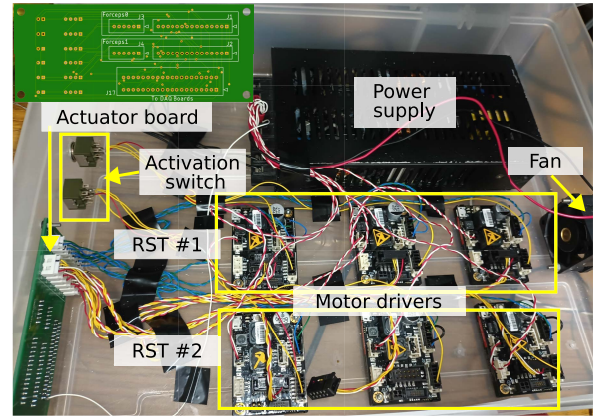 Forceps0
J3
J1
Forceps1
J4
J2
J17
To DAQ Boards
Actuator board
Power
supply
Activation
switch
Fan
RST #1
Motor drivers
RST #2